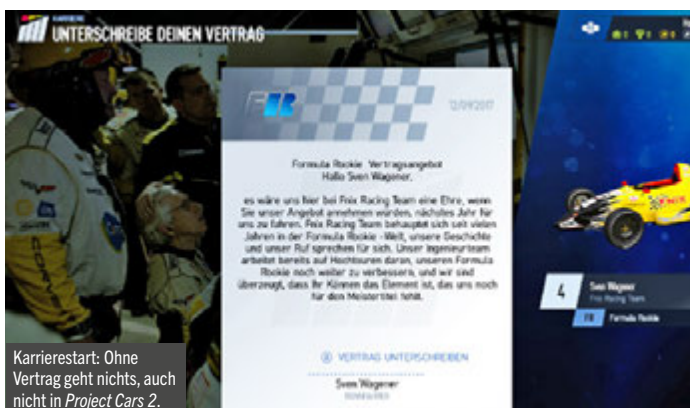 KARRIERE
UNTERSCHREIBE DEINEN VERTRAG
FR
12/09/2017
Formula Rookie Vertragsangebot
Hallo Sven Wagener,
es wäre uns hier bei Fnix Racing Team eine Ehre, wenn
Sie unser Angebot annehmen würden, nächstes Jahr für
uns zu fahren. Fnix Racing Team behauptet sich seit vielen
Jahren in der Formula Rookie -Welt, unsere Geschichte
und unser Ruf sprechen für sich. Unser Ingenieurteam
arbeitet bereits auf Hochtouren daran, unseren Formula
Rookie noch weiter zu verbessern, und wir sind
überzeugt, dass Ihr Können das Element ist, das uns noch
für den Meistertitel fehlt.
VERTRAG UNTERSCHREIBEN
Sven Wagener
4
Sven Wagener
Fnix Racing Team
FR
Formula Rookie
Karrierestart: Ohne
Vertrag geht nichts, auch
nicht in Project Cars 2.